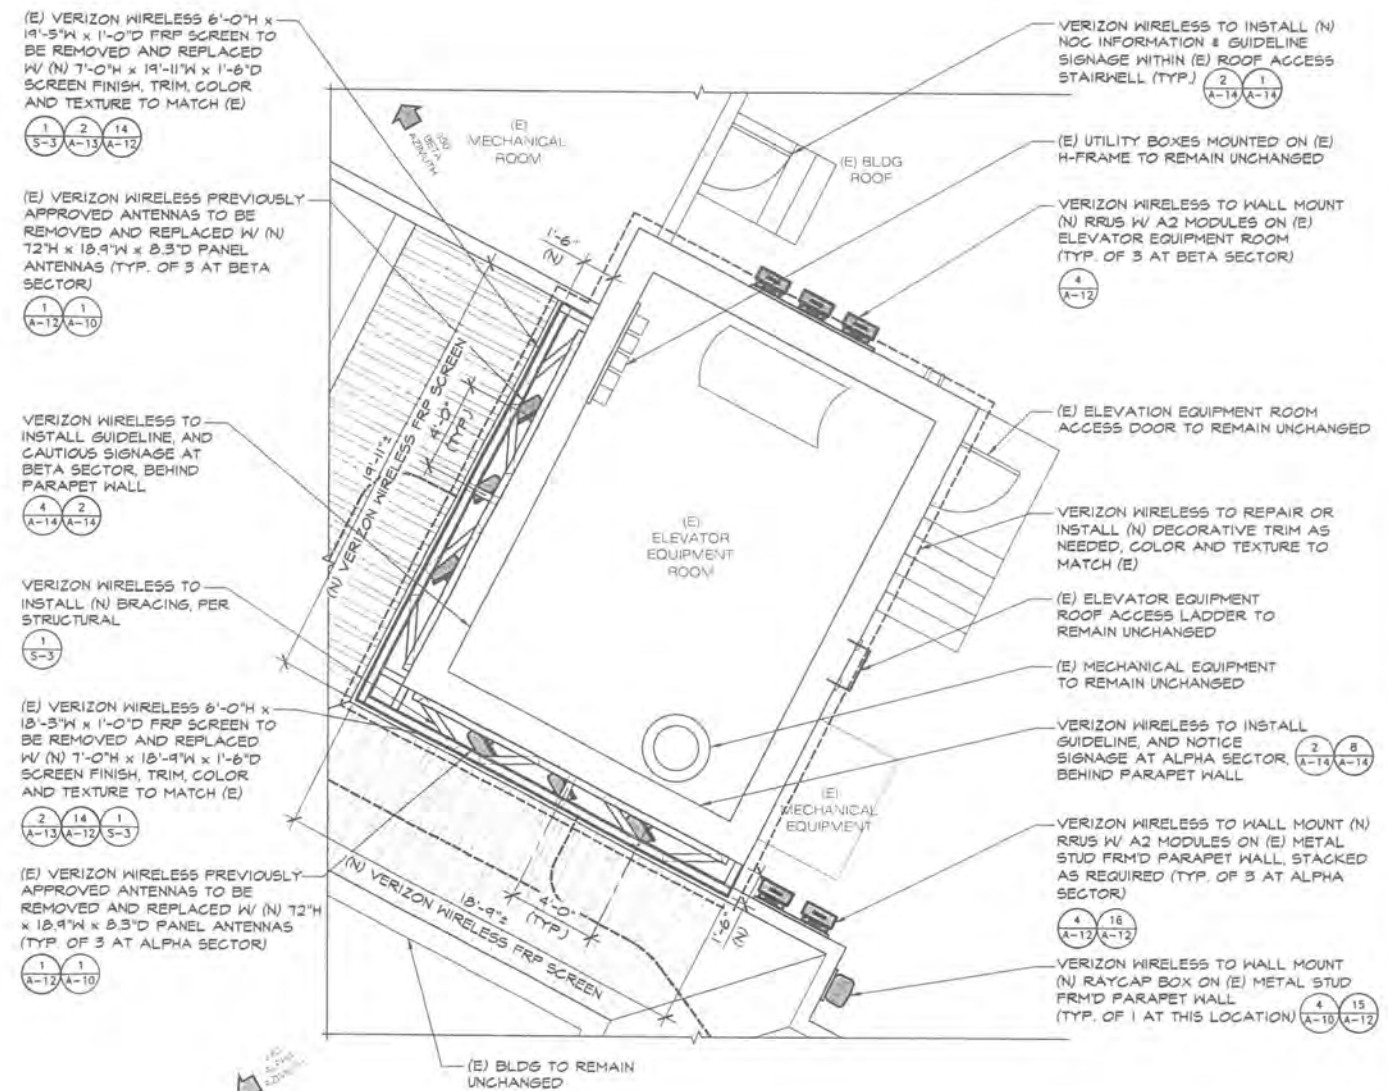 (E) VERIZON WIRELESS 6'-0"H x
19'-5"W x 1'-0"D FRP SCREEN TO
BE REMOVED AND REPLACED
W/ (N) 7'-0"H x 19'-11"W x 1'-6"D
SCREEN FINISH, TRIM, COLOR
AND TEXTURE TO MATCH (E)
1 2 14
S-3 A-13 A-12
(E) VERIZON WIRELESS PREVIOUSLY
APPROVED ANTENNAS TO BE
REMOVED AND REPLACED W/ (N)
72"H x 18.9"W x 8.3"D PANEL
ANTENNAS (TYP. OF 3 AT BETA
SECTOR)
1 1
A-12 A-10
VERIZON WIRELESS TO
INSTALL GUIDELINE, AND
CAUTIOUS SIGNAGE AT
BETA SECTOR, BEHIND
PARAPET WALL
4 2
A-14 A-14
VERIZON WIRELESS TO
INSTALL (N) BRACING, PER
STRUCTURAL
1
S-3
(E) VERIZON WIRELESS 6'-0"H x
18'-3"W x 1'-0"D FRP SCREEN TO
BE REMOVED AND REPLACED
W/ (N) 7'-0"H x 18'-9"W x 1'-6"D
SCREEN FINISH, TRIM, COLOR
AND TEXTURE TO MATCH (E)
2 14 1
A-13 A-12 S-3
(E) VERIZON WIRELESS PREVIOUSLY
APPROVED ANTENNAS TO BE
REMOVED AND REPLACED W/ (N) 72"H
x 18.9"W x 8.3"D PANEL ANTENNAS
(TYP. OF 3 AT ALPHA SECTOR)
1 1
A-12 A-10
BETA
AZIMUTH
(E)
MECHANICAL
ROOM
(E) BLDG
ROOF
1'-6"
(N)
19'-11"±
(N) VERIZON WIRELESS FRP SCREEN
4'-0"
(TYP.)
(E)
ELEVATOR
EQUIPMENT
ROOM
(E)
MECHANICAL
EQUIPMENT
(N) VERIZON WIRELESS FRP SCREEN
18'-9"±
4'-0"
(TYP.)
1'-6"
(N)
(E) BLDG TO REMAIN
UNCHANGED
VERIZON WIRELESS TO INSTALL (N)
NOC INFORMATION & GUIDELINE
SIGNAGE WITHIN (E) ROOF ACCESS
STAIRWELL (TYP.)
2 1
A-14 A-14
(E) UTILITY BOXES MOUNTED ON (E)
H-FRAME TO REMAIN UNCHANGED
VERIZON WIRELESS TO WALL MOUNT
(N) RRUS W/ A2 MODULES ON (E)
ELEVATOR EQUIPMENT ROOM
(TYP. OF 3 AT BETA SECTOR)
4
A-12
(E) ELEVATION EQUIPMENT ROOM
ACCESS DOOR TO REMAIN UNCHANGED
VERIZON WIRELESS TO REPAIR OR
INSTALL (N) DECORATIVE TRIM AS
NEEDED, COLOR AND TEXTURE TO
MATCH (E)
(E) ELEVATOR EQUIPMENT
ROOF ACCESS LADDER TO
REMAIN UNCHANGED
(E) MECHANICAL EQUIPMENT
TO REMAIN UNCHANGED
VERIZON WIRELESS TO INSTALL
GUIDELINE, AND NOTICE
SIGNAGE AT ALPHA SECTOR,
BEHIND PARAPET WALL
2 8
A-14 A-14
VERIZON WIRELESS TO WALL MOUNT (N)
RRUS W/ A2 MODULES ON (E) METAL
STUD FRM'D PARAPET WALL, STACKED
AS REQUIRED (TYP. OF 3 AT ALPHA
SECTOR)
4 16
A-12 A-12
VERIZON WIRELESS TO WALL MOUNT
(N) RAYCAP BOX ON (E) METAL STUD
FRM'D PARAPET WALL
(TYP. OF 1 AT THIS LOCATION)
4 15
A-10 A-12